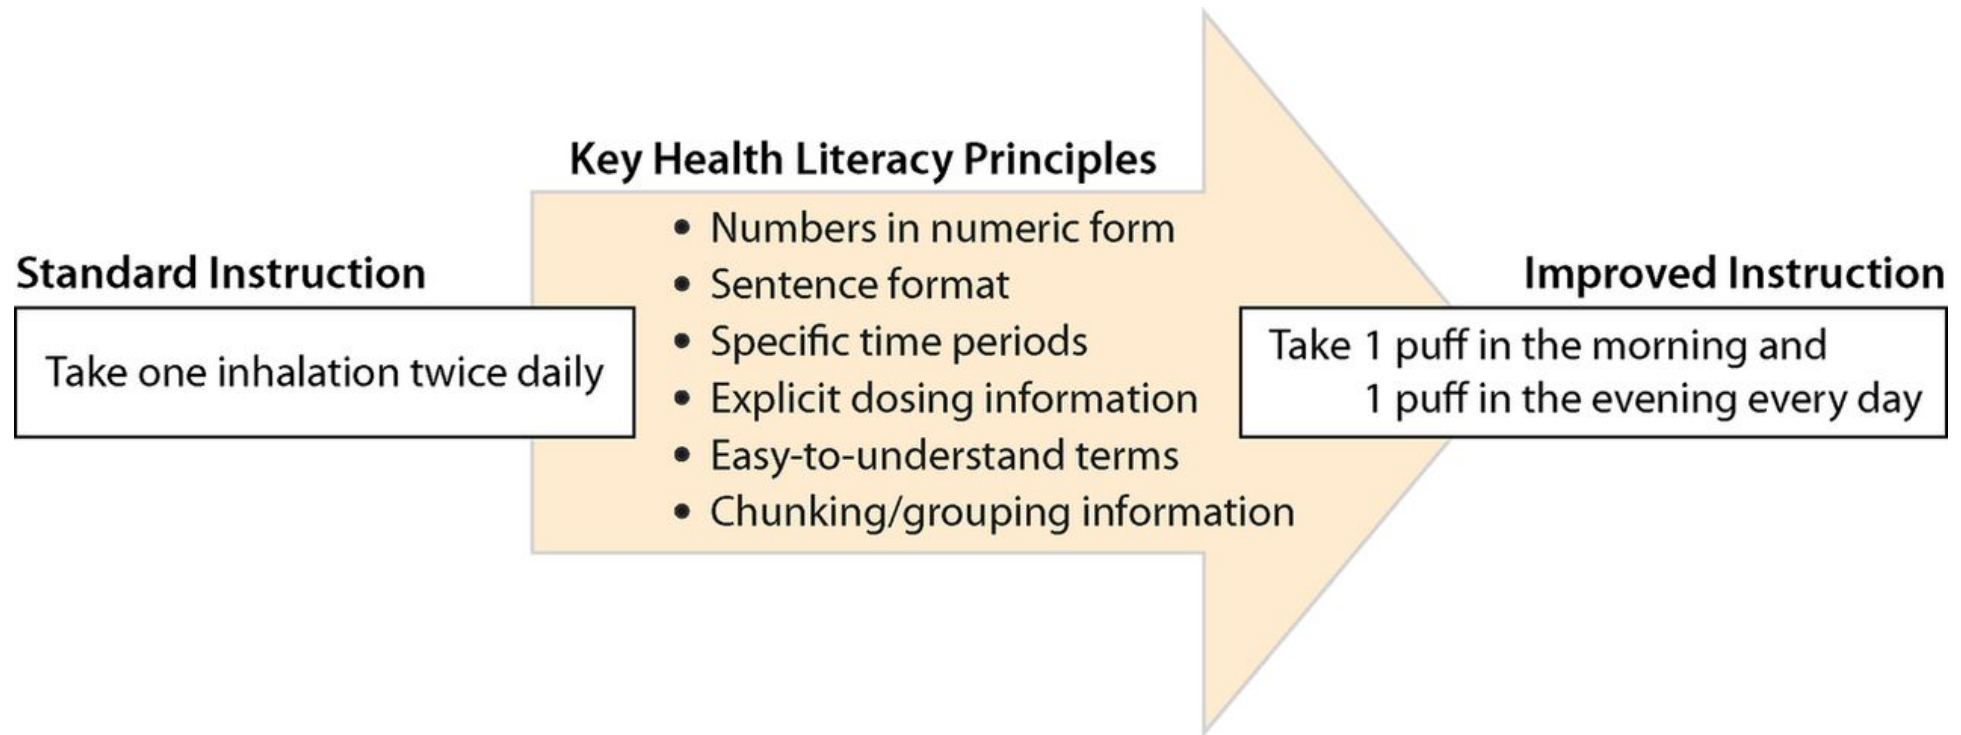 Key Health Literacy Principles
Standard Instruction
Take one inhalation twice daily
• Numbers in numeric form
• Sentence format
• Specific time periods
• Explicit dosing information
• Easy-to-understand terms
• Chunking/grouping information
Improved Instruction
Take 1 puff in the morning and
1 puff in the evening every day